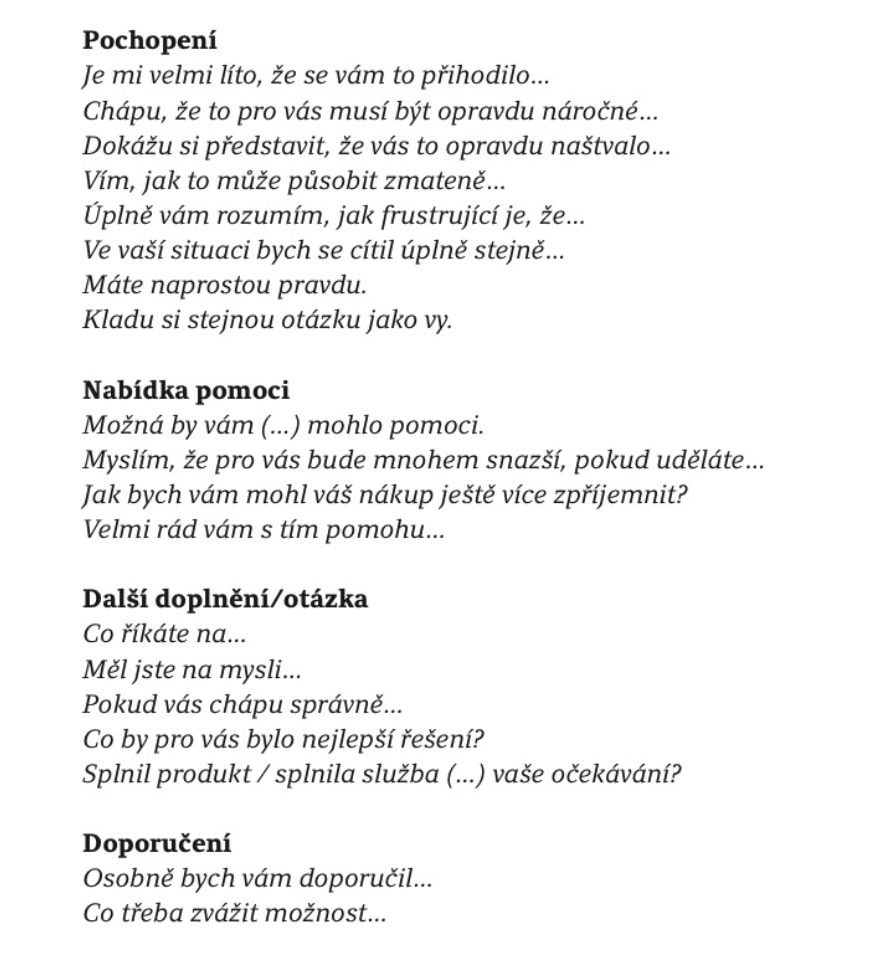 Pochopení
Je mi velmi líto, že se vám to přihodilo...
Chápu, že to pro vás musí být opravdu náročné...
Dokážu si představit, že vás to opravdu naštvalo...
Vím, jak to může působit zmateně...
Úplně vám rozumím, jak frustrující je, že...
Ve vaší situaci bych se cítil úplně stejně...
Máte naprostou pravdu.
Kladu si stejnou otázku jako vy.
Nabídka pomoci
Možná by vám (...) mohlo pomoci.
Myslím, že pro vás bude mnohem snazší, pokud uděláte...
Jak bych vám mohl váš nákup ještě více zpříjemnit?
Velmi rád vám s tím pomohu...
Další doplnění/otázka
Co říkáte na...
Měl jste na mysli...
Pokud vás chápu správně...
Co by pro vás bylo nejlepší řešení?
Splnil produkt / splnila služba (...) vaše očekávání?
Doporučení
Osobně bych vám doporučil...
Co třeba zvážit možnost...